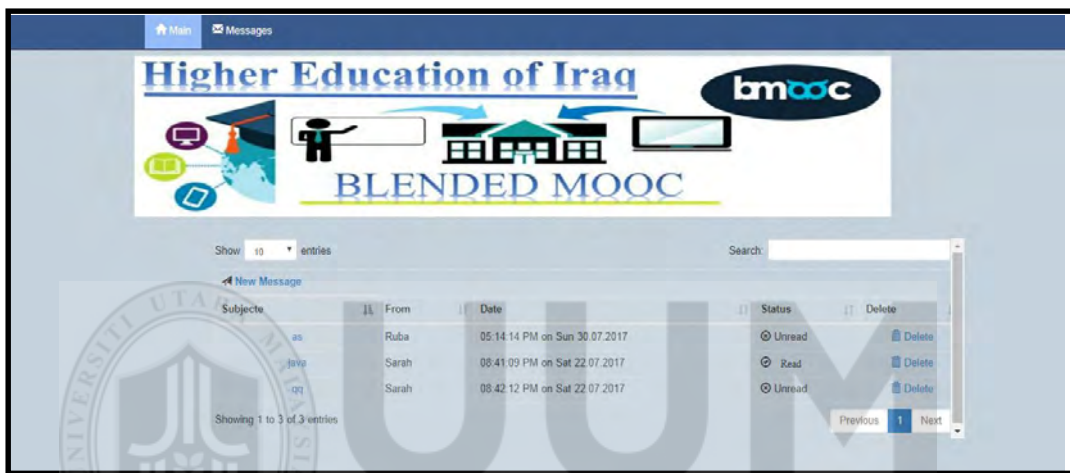 Main Messages
Higher Education of Iraq
bmooc
BLENDED MOOC
Show 10 entries Search:
New Message
Subjecte From Date Status Delete
as Ruba 05:14:14 PM on Sun 30.07.2017 Unread Delete
java Sarah 08:41:09 PM on Sat 22.07.2017 Read Delete
qq Sarah 08:42:12 PM on Sat 22.07.2017 Unread Delete
Showing 1 to 3 of 3 entries Previous 1 Next
UUM
UNIVERSITI UTARA MALAYSIA